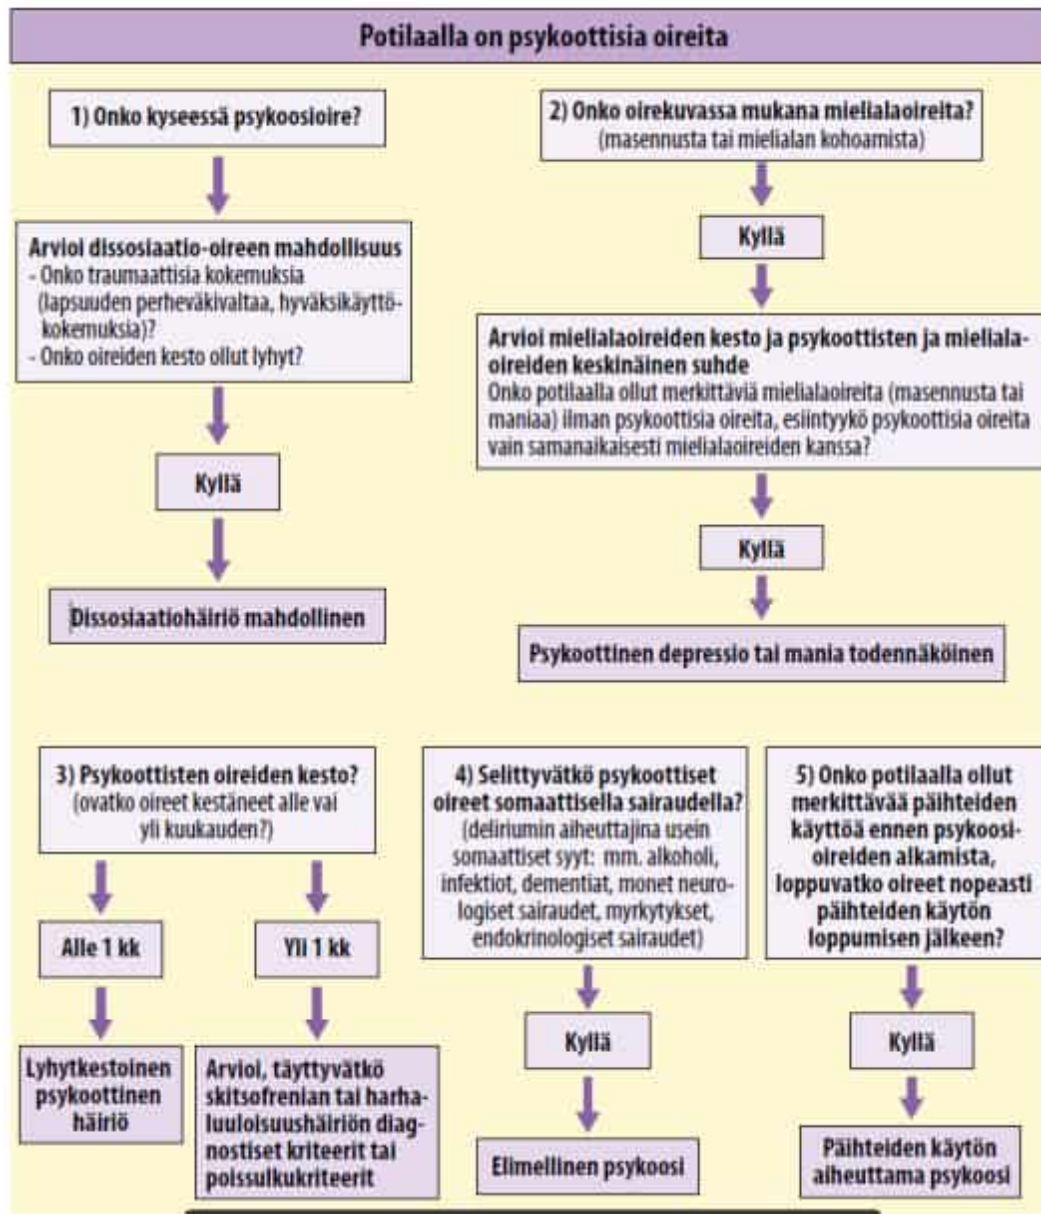 Potilaalla on psykoottisia oireita
1) Onko kyseessä psykoosioire?
Arvioi dissosiaatio-oireen mahdollisuus
- Onko traumaattisia kokemuksia
(lapsuuden perheväkivaltaa, hyväksikäyttö-
kokemuksia)?
- Onko oireiden kesto ollut lyhyt?
Kyllä
Dissosiaatiohäiriö mahdollinen
2) Onko oirekuvassa mukana mielialaoireita?
(masennusta tai mielialan kohoamista)
Kyllä
Arvioi mielialaoireiden kesto ja psykoottisten ja mieliala-
oireiden keskinäinen suhde
Onko potilaalla ollut merkittäviä mielialaoireita (masennusta tai
maniaa) ilman psykoottisia oireita, esiintyykö psykoottisia oireita
vain samanaikaisesti mielialaoireiden kanssa?
Kyllä
Psykoottinen depressio tai mania todennäköinen
3) Psykoottisten oireiden kesto?
(ovatko oireet kestäneet alle vai
yli kuukauden?)
Alle 1 kk
Yli 1 kk
Lyhytkestoinen
psykoottinen
häiriö
Arvioi, täyttyvätkö
skitsofrenian tai harha-
luuloisuushäiriön diag-
nostiset kriteerit tai
poissulkukriteerit
4) Selittyvätkö psykoottiset
oireet somaattisella sairaudella?
(deliriumin aiheuttajina usein
somaattiset syyt: mm. alkoholi,
infektiot, dementiat, monet neuro-
logiset sairaudet, myrkytykset,
endokrinologiset sairaudet)
Kyllä
Elimellinen psykoosi
5) Onko potilaalla ollut
merkittävää päihteiden
käyttöä ennen psykoosi-
oireiden alkamista,
loppuvatko oireet nopeasti
päihteiden käytön
loppumisen jälkeen?
Kyllä
Päihteiden käytön
aiheuttama psykoosi